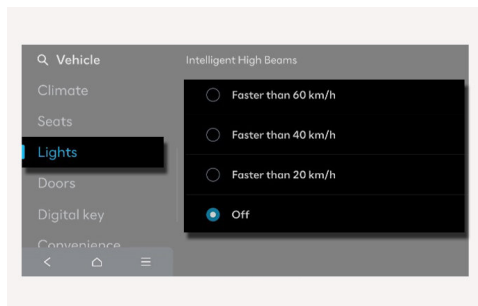 Vehicle
Intelligent High Beams
Climate
Faster than 60 km/h
Seats
Faster than 40 km/h
Lights
Faster than 20 km/h
Doors
Digital key
Off
Convenience